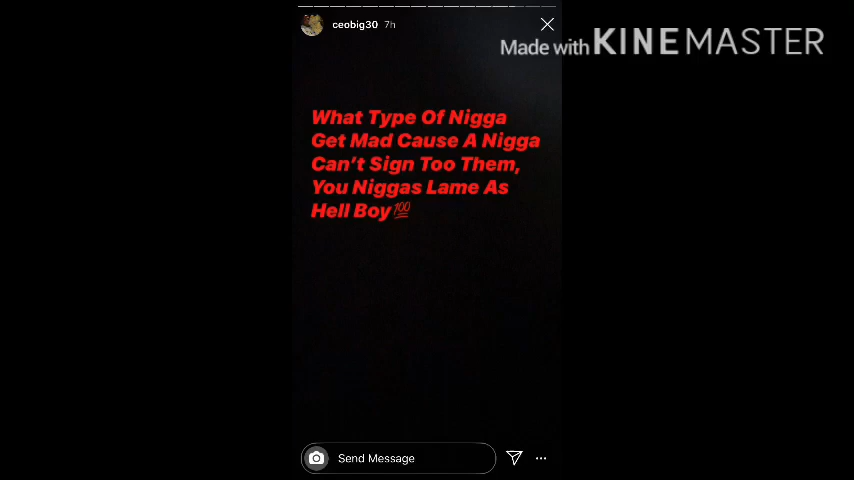 ceobig30 7h
Made with KINEMASTER
What Type Of Nigga
Get Mad Cause A Nigga
Can't Sign Too Them,
You Niggas Lame As
Hell Boy💯
Send Message